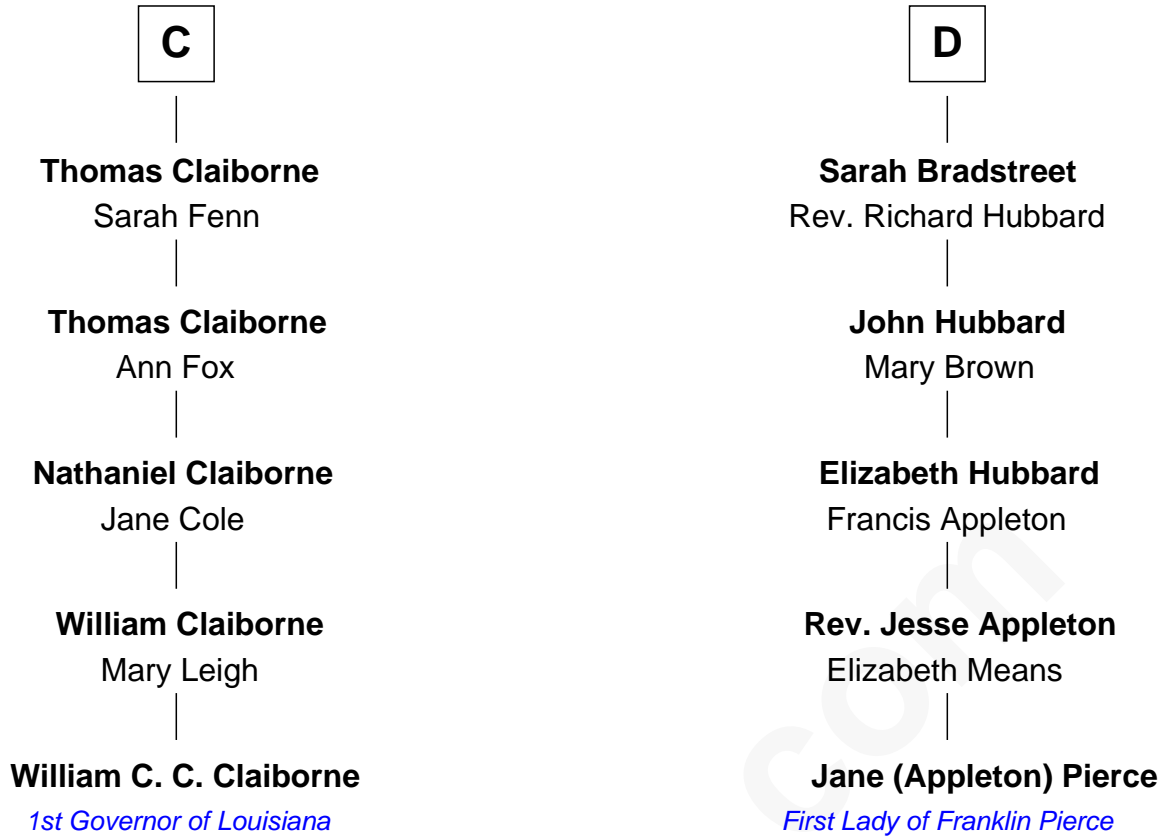 C
Thomas Claiborne
Sarah Fenn
Thomas Claiborne
Ann Fox
Nathaniel Claiborne
Jane Cole
William Claiborne
Mary Leigh
William C. C. Claiborne
1st Governor of Louisiana
D
Sarah Bradstreet
Rev. Richard Hubbard
John Hubbard
Mary Brown
Elizabeth Hubbard
Francis Appleton
Rev. Jesse Appleton
Elizabeth Means
Jane (Appleton) Pierce
First Lady of Franklin Pierce
com